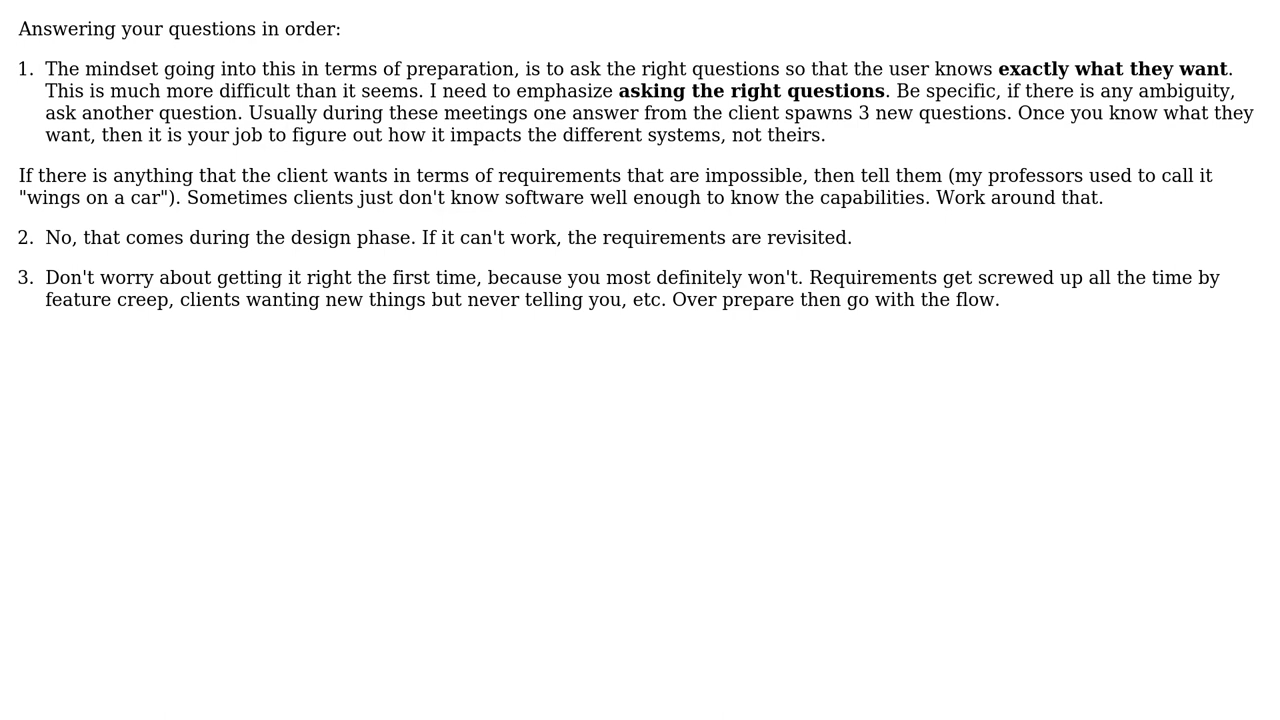 Answering your questions in order:
1. The mindset going into this in terms of preparation, is to ask the right questions so that the user knows exactly what they want.
This is much more difficult than it seems. I need to emphasize asking the right questions. Be specific, if there is any ambiguity,
ask another question. Usually during these meetings one answer from the client spawns 3 new questions. Once you know what they
want, then it is your job to figure out how it impacts the different systems, not theirs.
If there is anything that the client wants in terms of requirements that are impossible, then tell them (my professors used to call it
"wings on a car"). Sometimes clients just don't know software well enough to know the capabilities. Work around that.
2. No, that comes during the design phase. If it can't work, the requirements are revisited.
3. Don't worry about getting it right the first time, because you most definitely won't. Requirements get screwed up all the time by
feature creep, clients wanting new things but never telling you, etc. Over prepare then go with the flow.